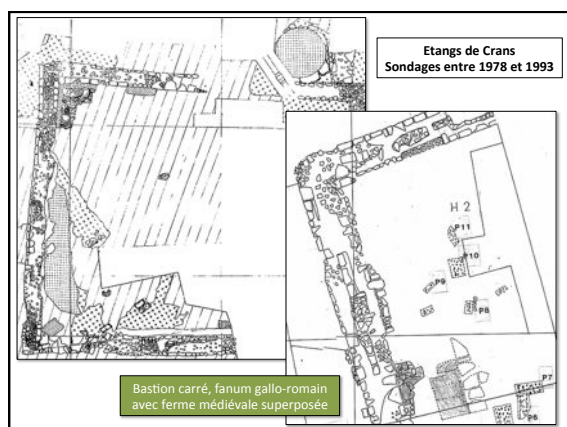 Etangs de Crans
Sondages entre 1978 et 1993
H 2
P11
P10
P9
P8
P7
P6
Bastion carré, fanum gallo-romain
avec ferme médiévale superposée